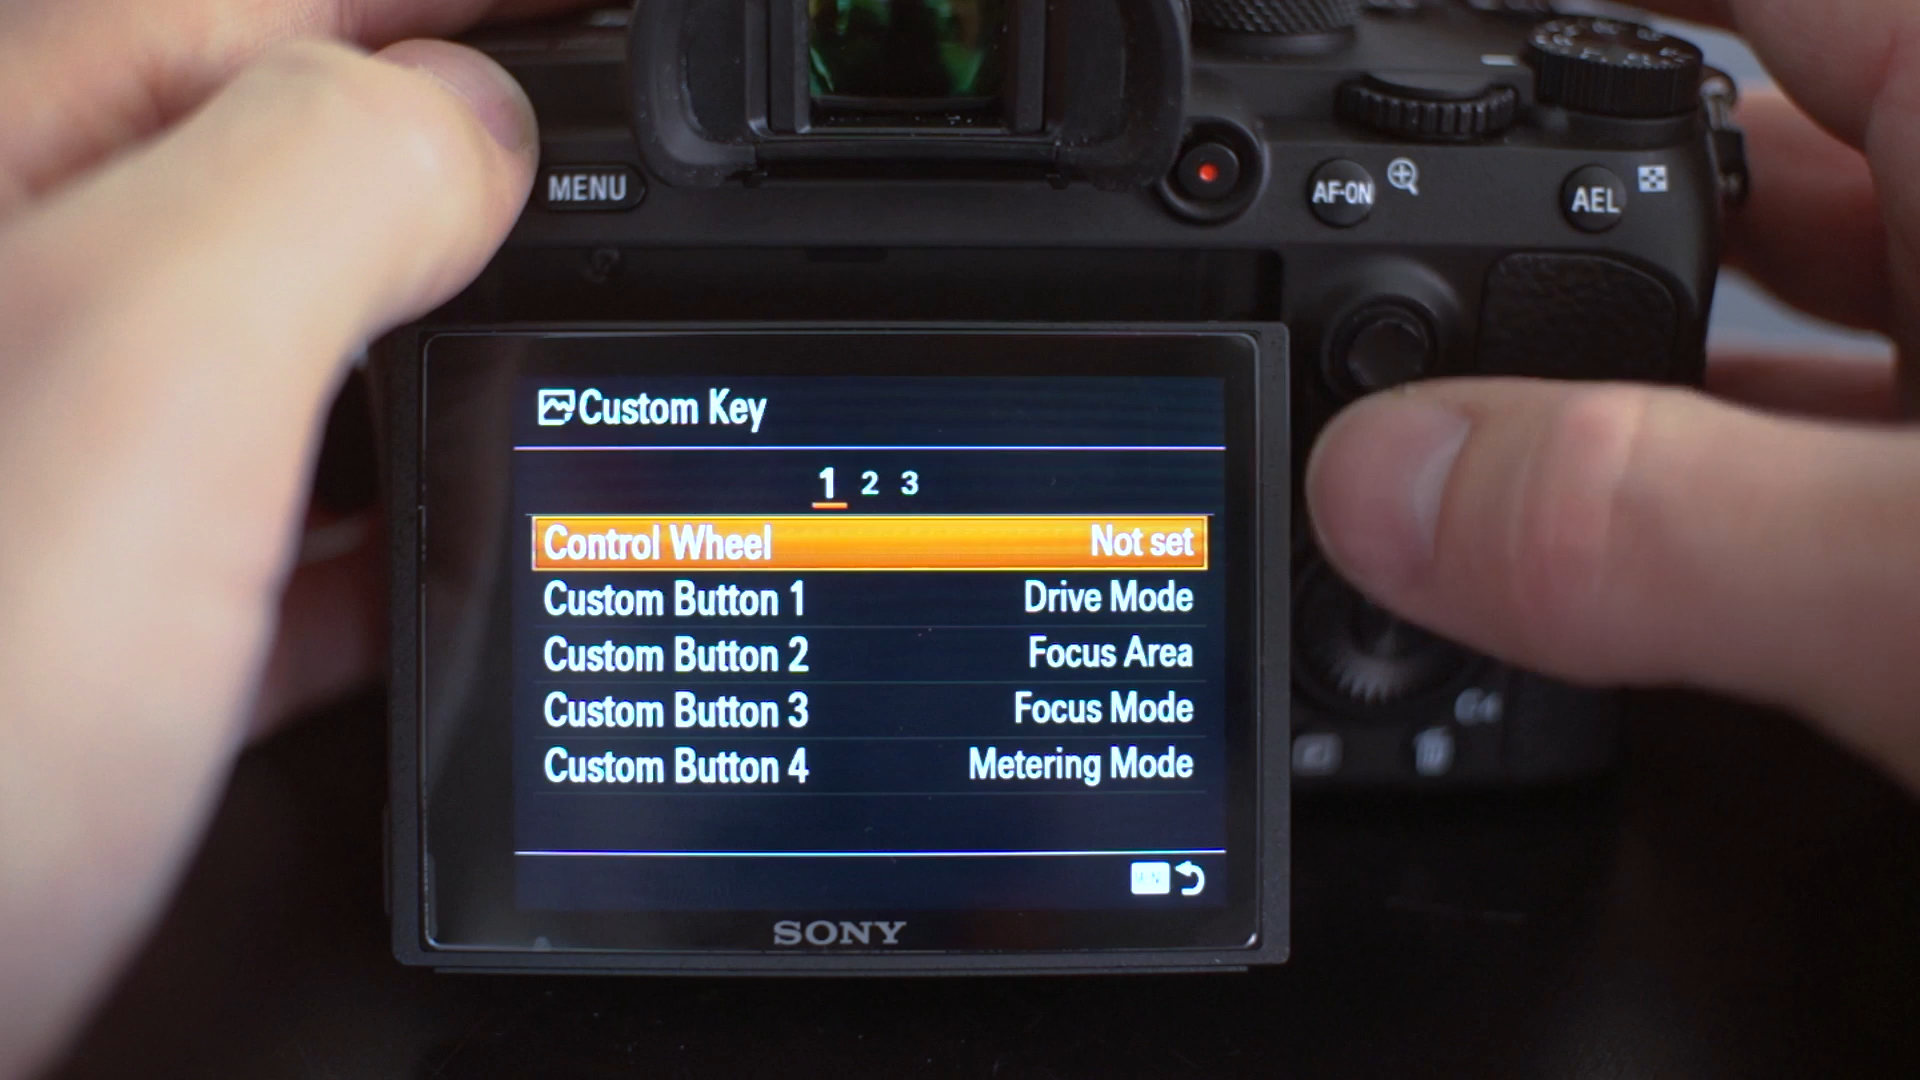 MENU
AF-ON
AEL
Custom Key
1 2 3
Control Wheel Not set
Custom Button 1 Drive Mode
Custom Button 2 Focus Area
Custom Button 3 Focus Mode
Custom Button 4 Metering Mode
C4
SONY